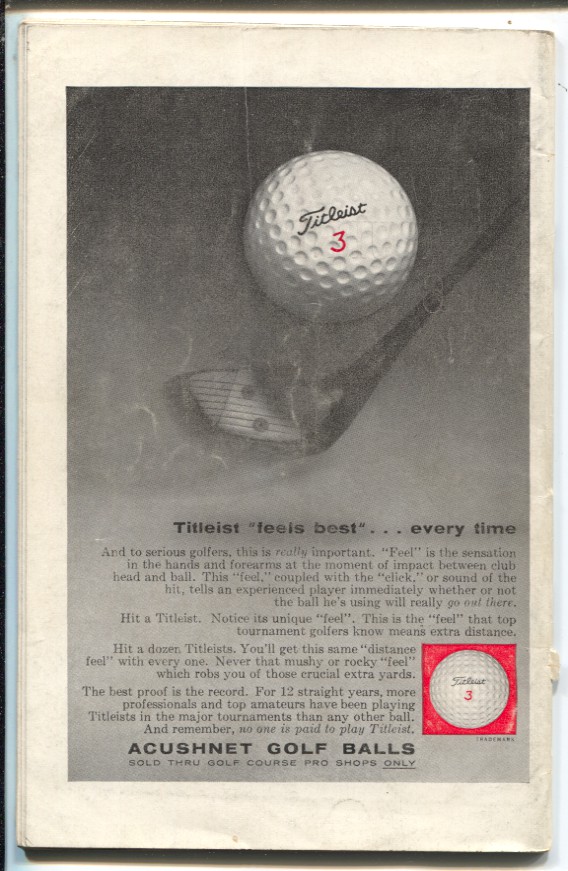 Titleist
3
Titleist "feels best" . . . every time
And to serious golfers, this is really important. "Feel" is the sensation
in the hands and forearms at the moment of impact between club
head and ball. This "feel," coupled with the "click," or sound of the
hit, tells an experienced player immediately whether or not
the ball he's using will really go out there.
Hit a Titleist. Notice its unique "feel". This is the "feel" that top
tournament golfers know means extra distance.
Hit a dozen Titleists. You'll get this same "distance
feel" with every one. Never that mushy or rocky "feel"
which robs you of those crucial extra yards.
The best proof is the record. For 12 straight years, more
professionals and top amateurs have been playing
Titleists in the major tournaments than any other ball.
And remember, no one is paid to play Titleist.
Titleist
3
TRADEMARK
ACUSHNET GOLF BALLS
SOLD THRU GOLF COURSE PRO SHOPS ONLY